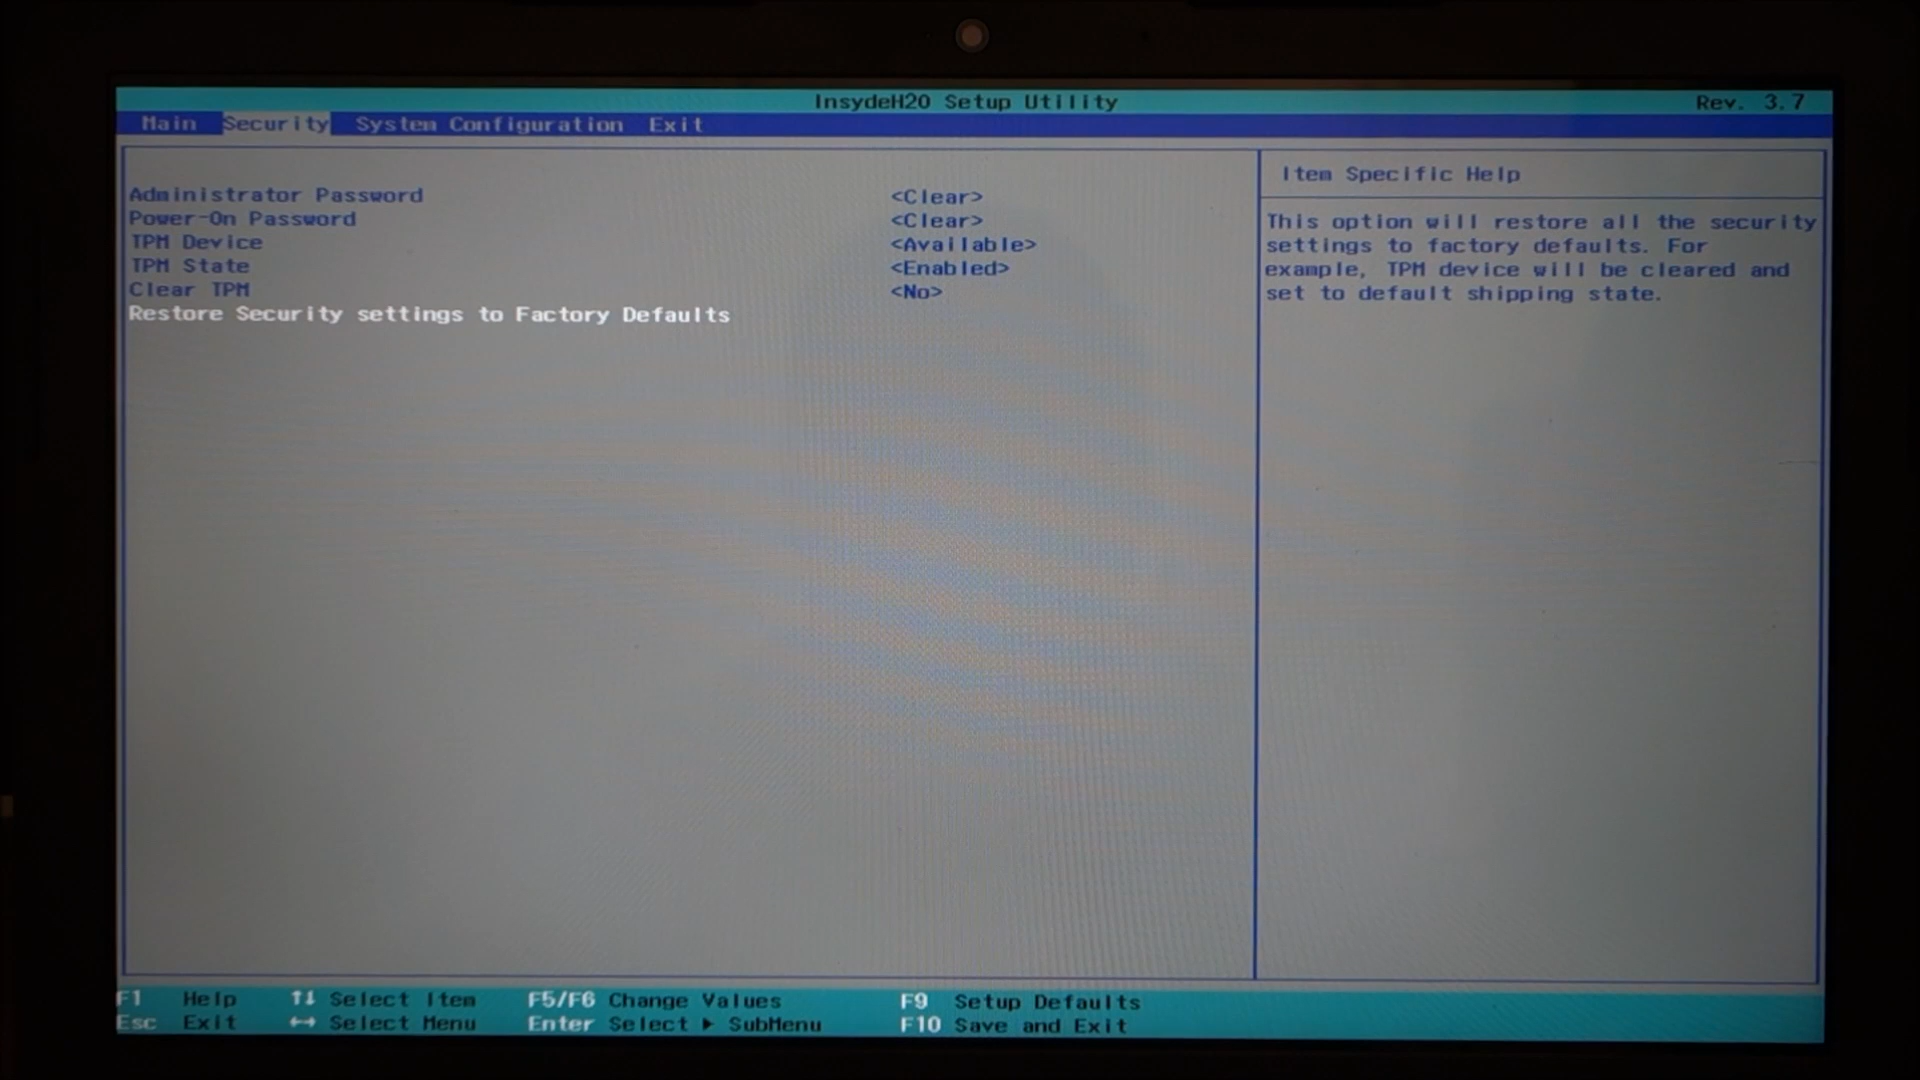 InsydeH20 Setup Utility Rev. 3.7
Main Security System Configuration Exit
Administrator Password <Clear>
Power-On Password <Clear>
TPM Device <Available>
TPM State <Enabled>
Clear TPM <No>
Restore Security settings to Factory Defaults
Item Specific Help
This option will restore all the security
settings to factory defaults. For
example, TPM device will be cleared and
set to default shipping state.
F1 Help ↑↓ Select Item F5/F6 Change Values F9 Setup Defaults
Esc Exit ↔ Select Menu Enter Select ▶ SubMenu F10 Save and Exit